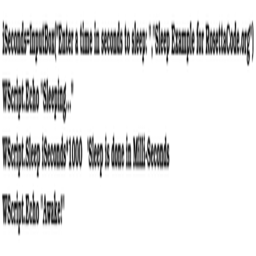 iSeconds=InputBox("Enter a time in seconds to sleep: ","Sleep Example for RosettaCode.org")
WScript.Echo "Sleeping..."
WScript.Sleep iSeconds*1000 'Sleep is done in Milli-Seconds
WScript.Echo "Awake!"